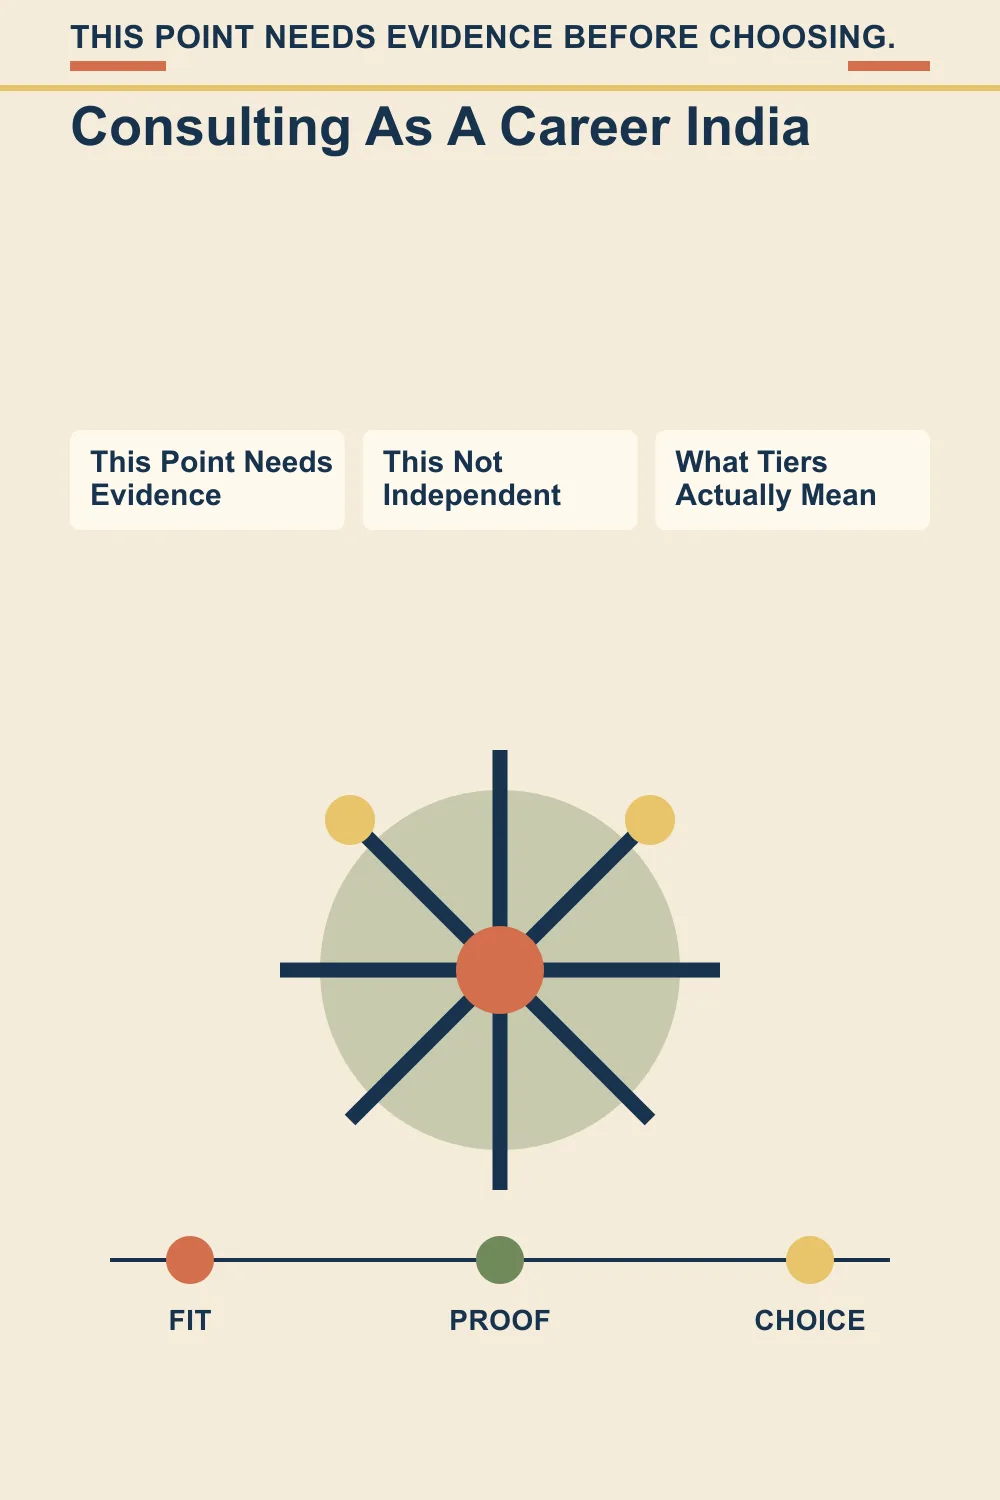 THIS POINT NEEDS EVIDENCE BEFORE CHOOSING.
Consulting As A Career India
This Point Needs
Evidence
This Not
Independent
What Tiers
Actually Mean
FIT
PROOF
CHOICE